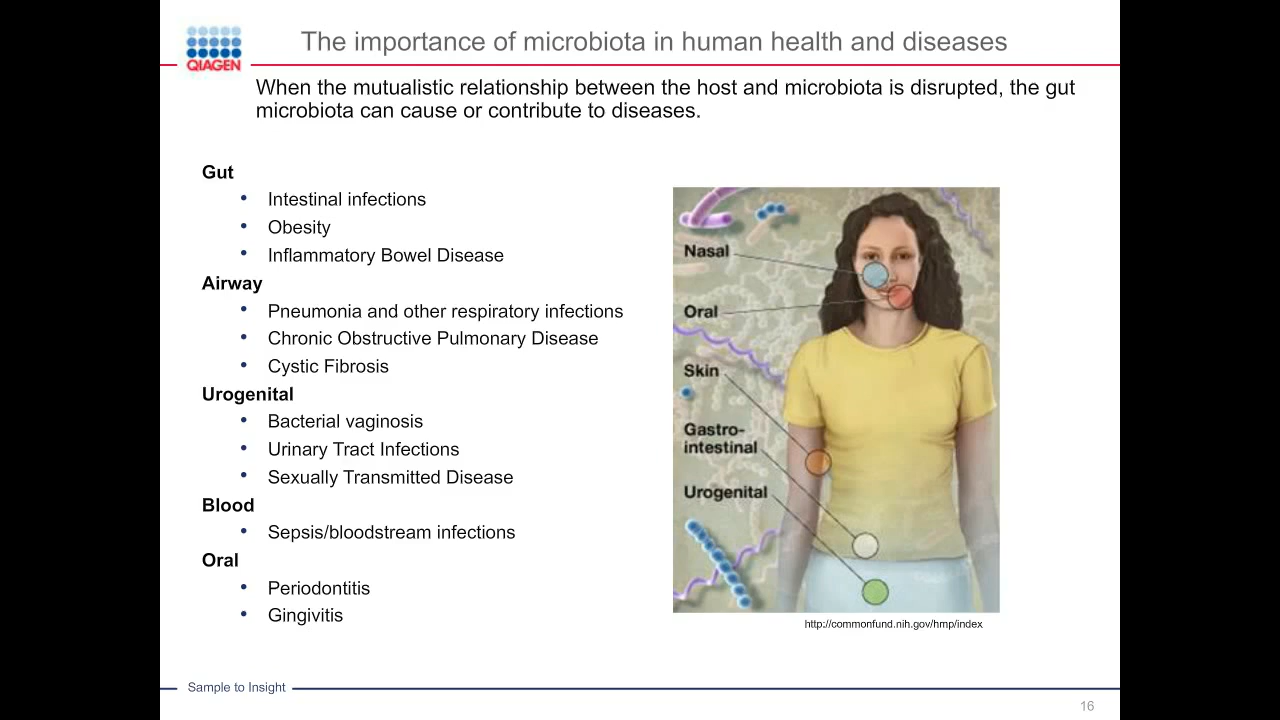 The importance of microbiota in human health and diseases
QIAGEN
When the mutualistic relationship between the host and microbiota is disrupted, the gut
microbiota can cause or contribute to diseases.
Gut
• Intestinal infections
• Obesity
• Inflammatory Bowel Disease
Airway
• Pneumonia and other respiratory infections
• Chronic Obstructive Pulmonary Disease
• Cystic Fibrosis
Urogenital
• Bacterial vaginosis
• Urinary Tract Infections
• Sexually Transmitted Disease
Blood
• Sepsis/bloodstream infections
Oral
• Periodontitis
• Gingivitis
Nasal
Oral
Skin
Gastro-
intestinal
Urogenital
http://commonfund.nih.gov/hmp/index
Sample to Insight
16